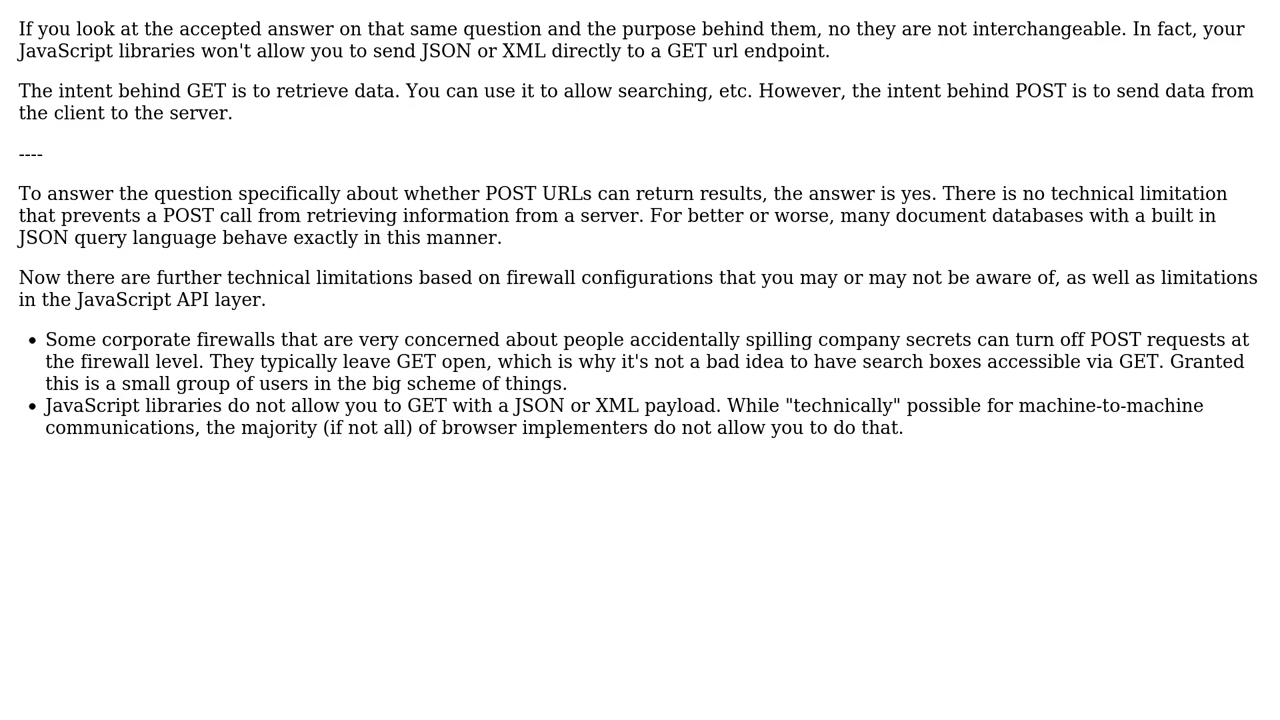 If you look at the accepted answer on that same question and the purpose behind them, no they are not interchangeable. In fact, your
JavaScript libraries won't allow you to send JSON or XML directly to a GET url endpoint.
The intent behind GET is to retrieve data. You can use it to allow searching, etc. However, the intent behind POST is to send data from
the client to the server.
----
To answer the question specifically about whether POST URLs can return results, the answer is yes. There is no technical limitation
that prevents a POST call from retrieving information from a server. For better or worse, many document databases with a built in
JSON query language behave exactly in this manner.
Now there are further technical limitations based on firewall configurations that you may or may not be aware of, as well as limitations
in the JavaScript API layer.
• Some corporate firewalls that are very concerned about people accidentally spilling company secrets can turn off POST requests at
the firewall level. They typically leave GET open, which is why it's not a bad idea to have search boxes accessible via GET. Granted
this is a small group of users in the big scheme of things.
• JavaScript libraries do not allow you to GET with a JSON or XML payload. While "technically" possible for machine-to-machine
communications, the majority (if not all) of browser implementers do not allow you to do that.